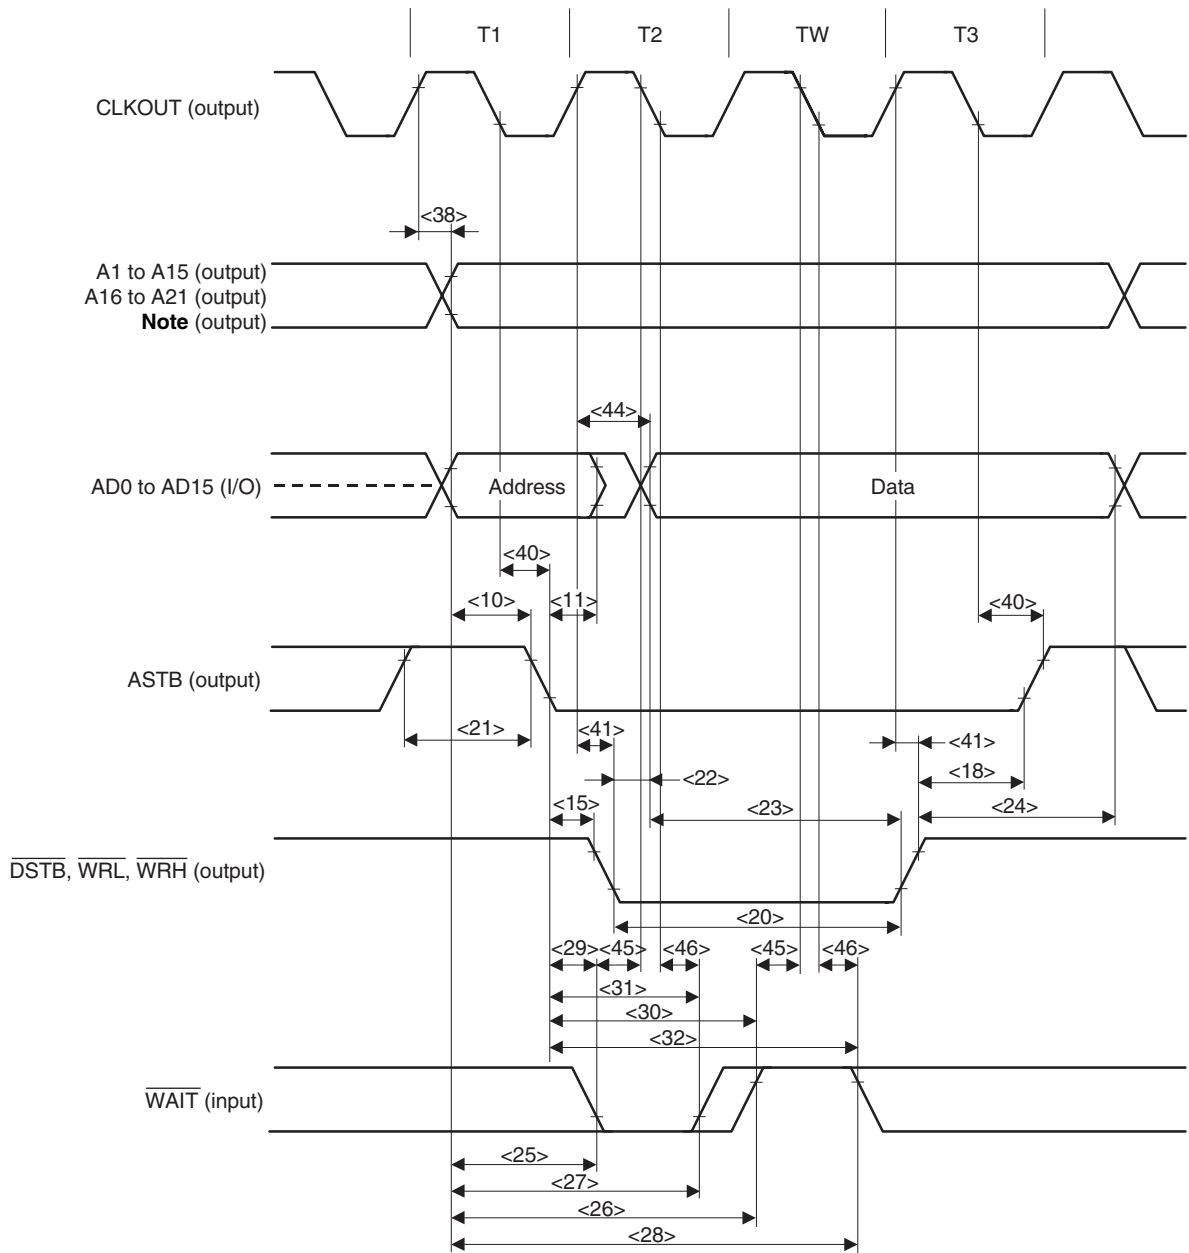 T1 T2 TW T3
CLKOUT (output)
<38>
A1 to A15 (output)
A16 to A21 (output)
Note (output)
<44>
AD0 to AD15 (I/O) Address Data
<40>
<10> <11> <40>
ASTB (output)
<21> <41> <41>
<22> <18>
<15> <23> <24>
DSTB, WRL, WRH (output)
<20>
<29> <45> <46> <45> <46>
<31>
<30>
<32>
WAIT (input)
<25>
<27>
<26>
<28>